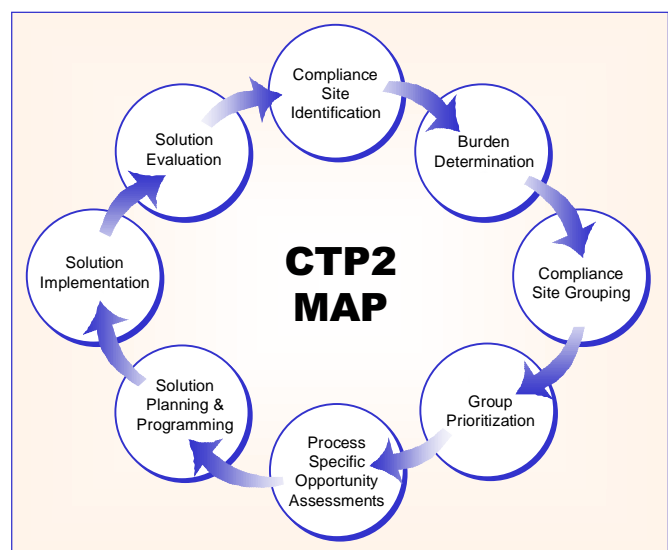 Compliance
Site
Identification
Burden
Determination
Compliance
Site Grouping
Group
Prioritization
Process
Specific
Opportunity
Assessments
Solution
Planning &
Programming
Solution
Implementation
Solution
Evaluation
CTP2
MAP